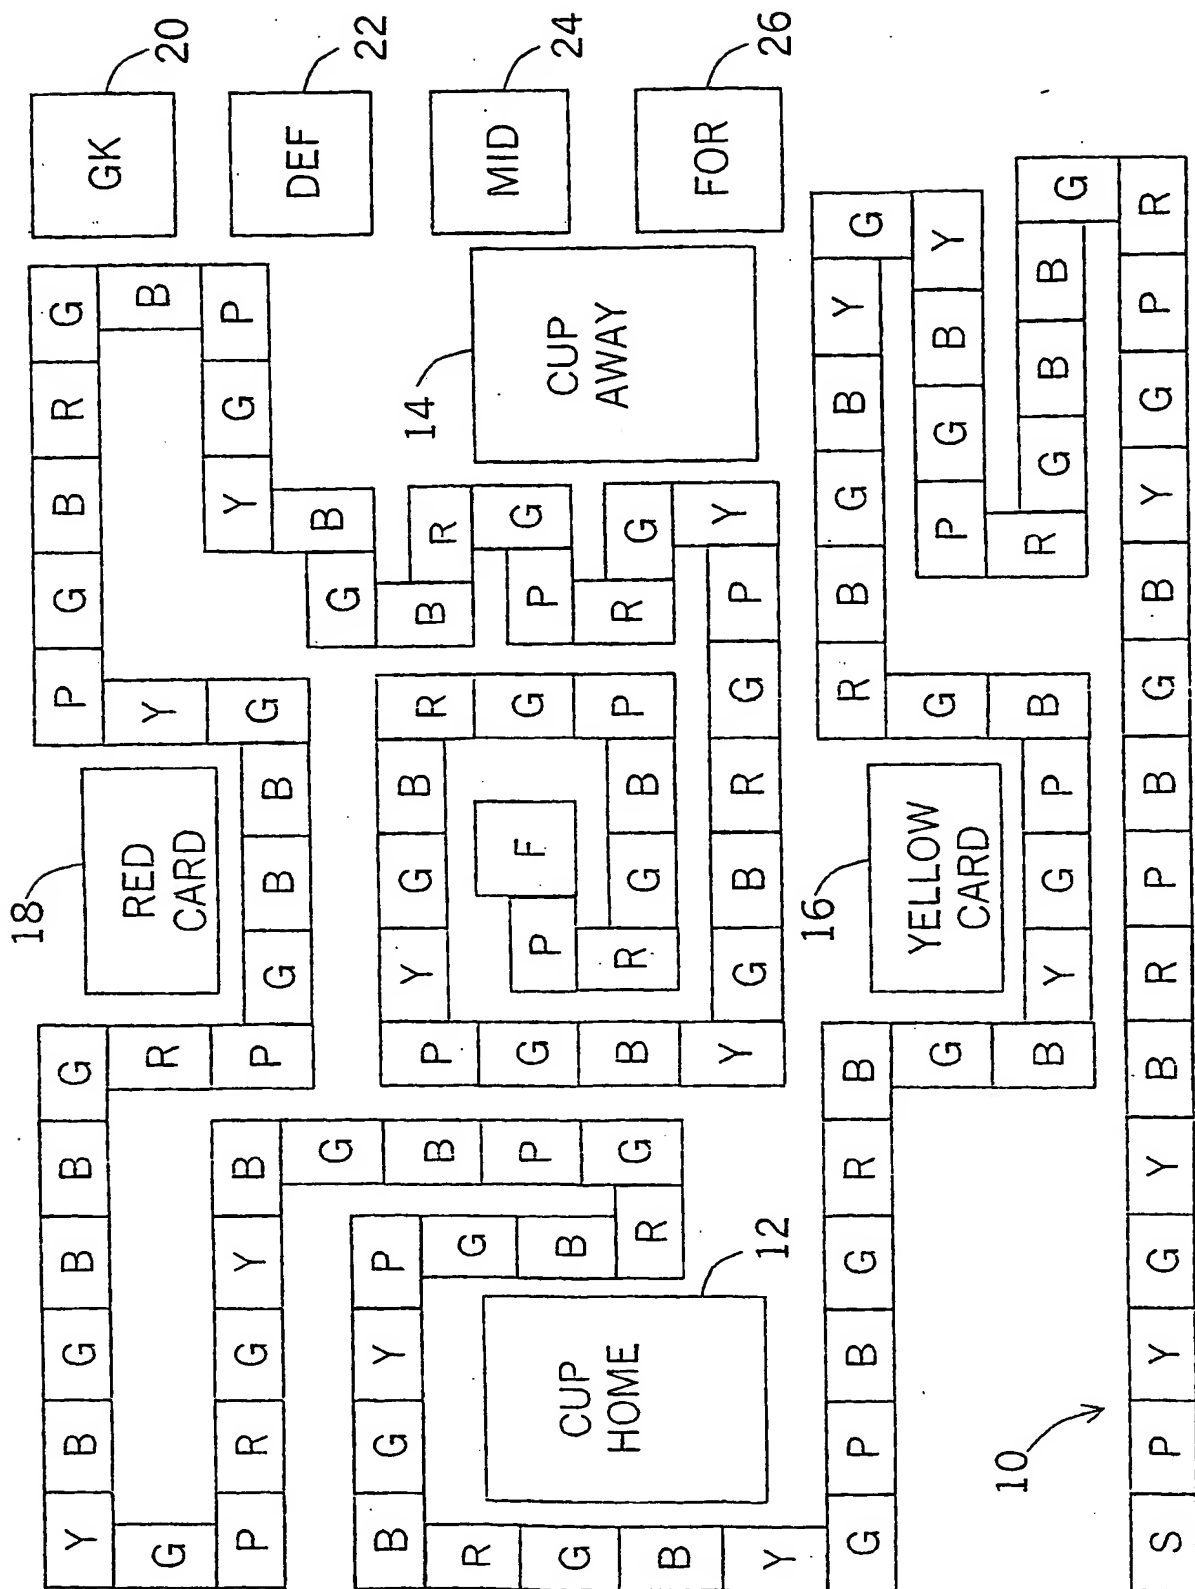 18
Y B G B B G P G B R G
GK
20
RED
CARD
G R Y B
P R G Y B P G B B G Y G P
DEF
22
G G B
B G Y P B P Y G B R B R
14
R G G G P G
MID
24
P F
G B B R G B P R G
CUP
AWAY
B R G
CUP
HOME
12
FOR
26
Y Y G B R G P Y
16
G P B G R B R B G B Y G
YELLOW
CARD
G G P G B Y
10
B Y G P B R G B B G
S P Y G Y Y B R P B G B Y G P R